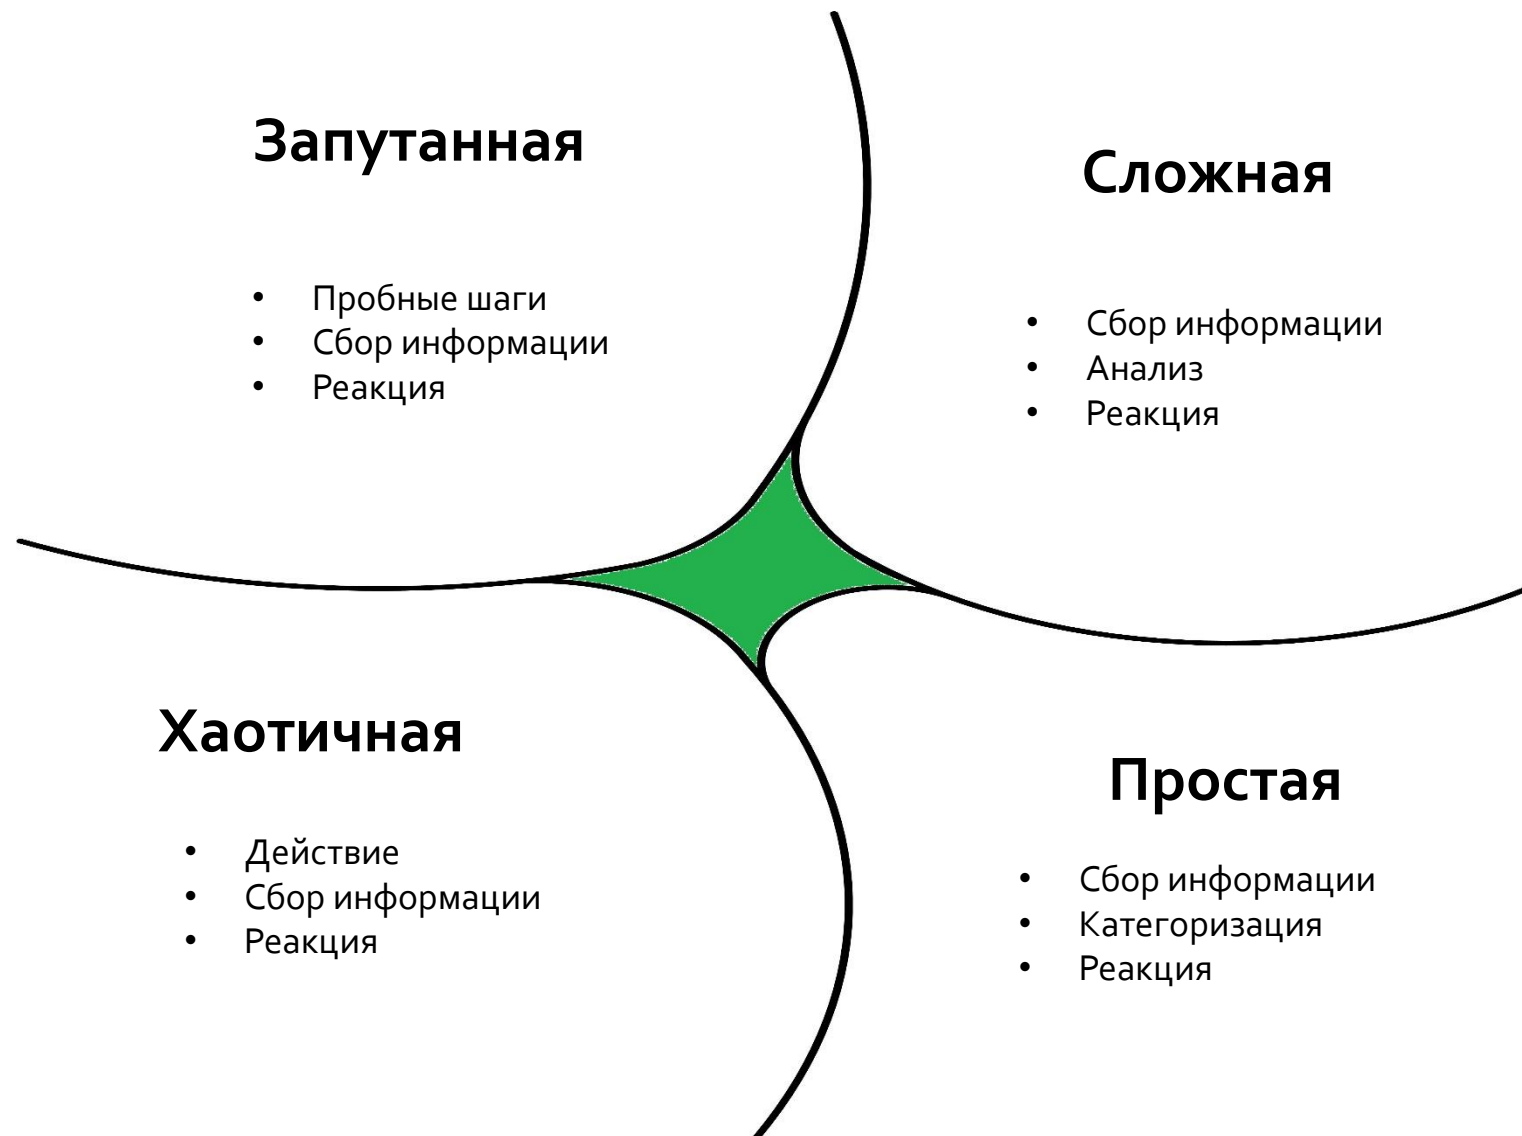 Запутанная
• Пробные шаги
• Сбор информации
• Реакция
Сложная
• Сбор информации
• Анализ
• Реакция
Хаотичная
• Действие
• Сбор информации
• Реакция
Простая
• Сбор информации
• Категоризация
• Реакция